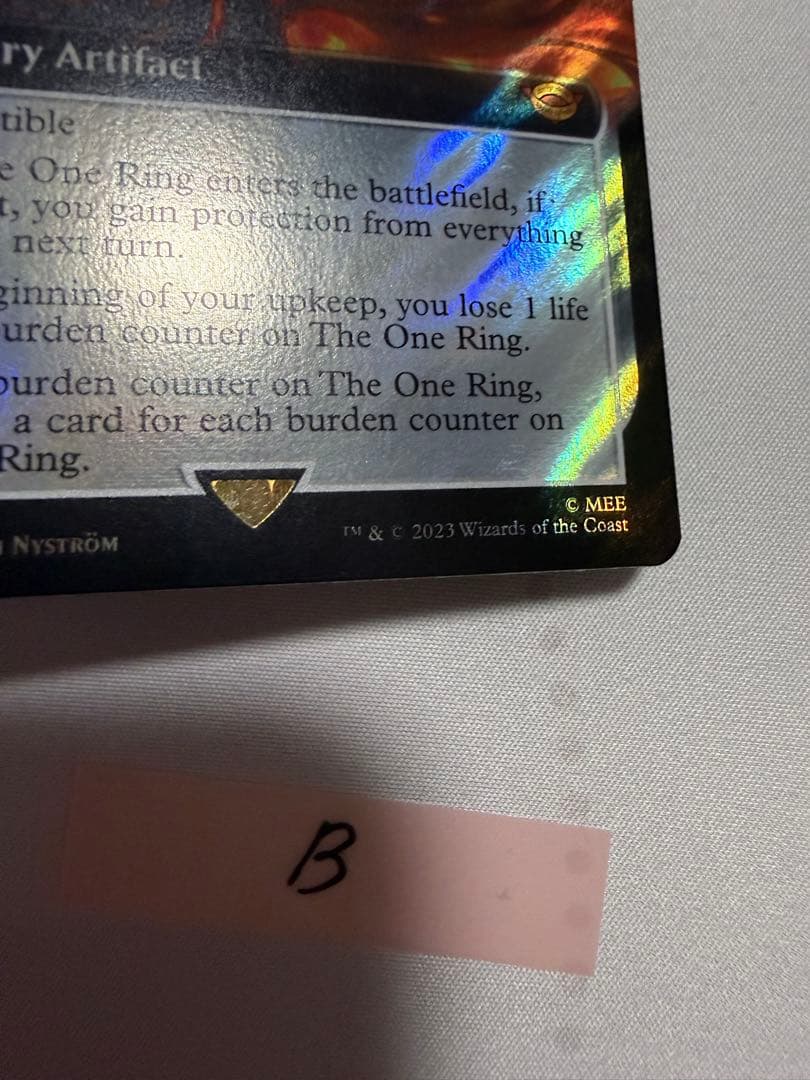 ry Artifact
tible
e One Ring enters the battlefield, if
t, you gain protection from everything
next turn.
ginning of your upkeep, you lose 1 life
urden counter on The One Ring.
burden counter on The One Ring,
a card for each burden counter on
Ring.
© MEE
NYSTRÖM
™ & © 2023 Wizards of the Coast
B